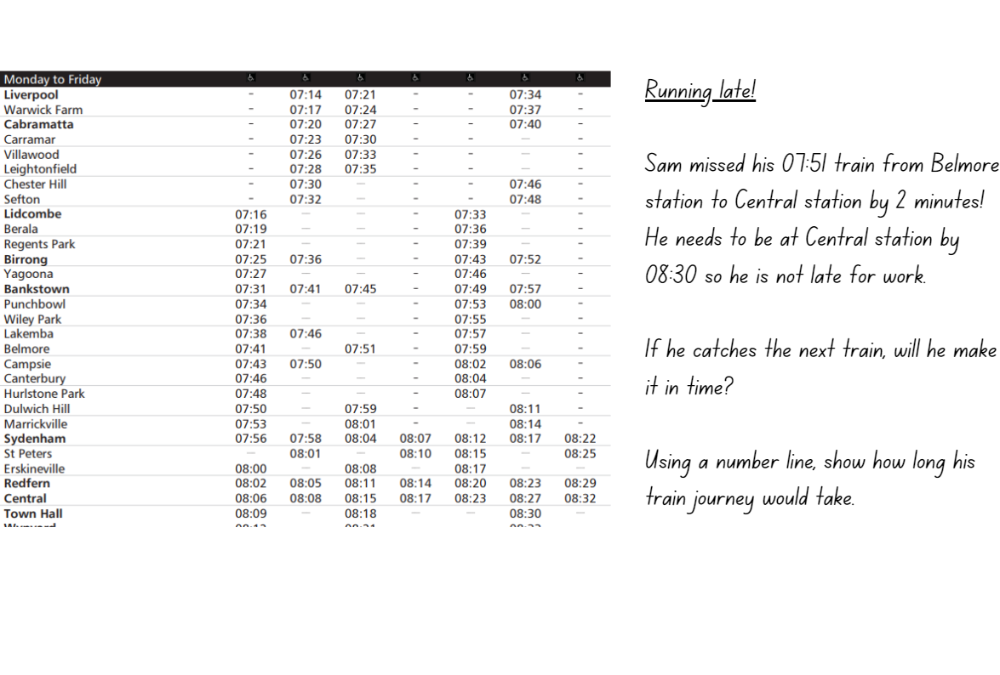 Monday to Friday
Liverpool - 07:14 07:21 - - 07:34 -
Warwick Farm - 07:17 07:24 - - 07:37 -
Cabramatta - 07:20 07:27 - - 07:40 -
Carramar - 07:23 07:30 - - — -
Villawood - 07:26 07:33 - - — -
Leightonfield - 07:28 07:35 - - — -
Chester Hill - 07:30 — - - 07:46 -
Sefton - 07:32 — - - 07:48 -
Lidcombe 07:16 — — - 07:33 — -
Berala 07:19 — — - 07:36 — -
Regents Park 07:21 — — - 07:39 — -
Birrong 07:25 07:36 — - 07:43 07:52 -
Yagoona 07:27 — — - 07:46 — -
Bankstown 07:31 07:41 07:45 - 07:49 07:57 -
Punchbowl 07:34 — — - 07:53 08:00 -
Wiley Park 07:36 — — - 07:55 — -
Lakemba 07:38 07:46 — - 07:57 — -
Belmore 07:41 — 07:51 - 07:59 — -
Campsie 07:43 07:50 — - 08:02 08:06 -
Canterbury 07:46 — — - 08:04 — -
Hurlstone Park 07:48 — — - 08:07 — -
Dulwich Hill 07:50 — 07:59 - — 08:11 -
Marrickville 07:53 — 08:01 - — 08:14 -
Sydenham 07:56 07:58 08:04 08:07 08:12 08:17 08:22
St Peters — 08:01 — 08:10 08:15 — 08:25
Erskineville 08:00 — 08:08 — 08:17 — —
Redfern 08:02 08:05 08:11 08:14 08:20 08:23 08:29
Central 08:06 08:08 08:15 08:17 08:23 08:27 08:32
Town Hall 08:09 — 08:18 — — 08:30 —
Running late!
Sam missed his 07:51 train from Belmore
station to Central station by 2 minutes!
He needs to be at Central station by
08:30 so he is not late for work.
If he catches the next train, will he make
it in time?
Using a number line, show how long his
train journey would take.